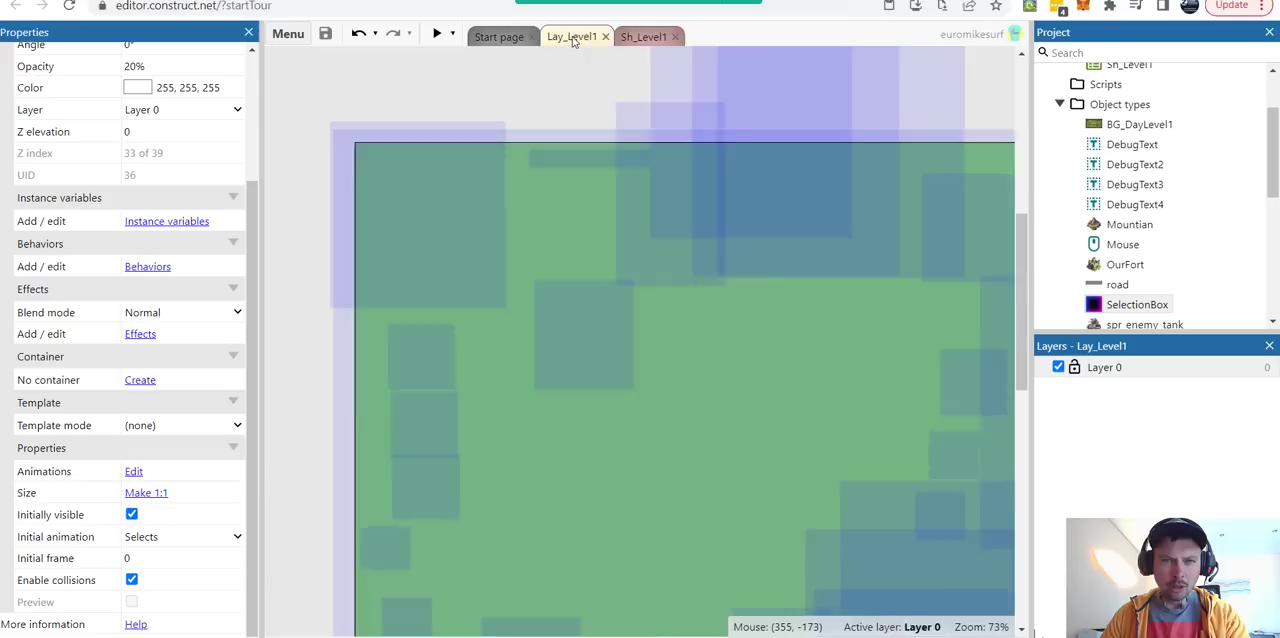 editor.construct.net/?startTour
4
Update
Properties
Menu
Start page
Lay_Level1
Sh_Level1
euromikesurf
Project
Angle 0°
Opacity 20%
Color 255, 255, 255
Layer Layer 0
Z elevation 0
Z index 33 of 39
UID 36
Instance variables
Add / edit Instance variables
Behaviors
Add / edit Behaviors
Effects
Blend mode Normal
Add / edit Effects
Container
No container Create
Template
Template mode (none)
Properties
Animations Edit
Size Make 1:1
Initially visible
Initial animation Selects
Initial frame 0
Enable collisions
Preview
More information Help
Search
Sh_Level1
Scripts
Object types
BG_DayLevel1
DebugText
DebugText2
DebugText3
DebugText4
Mountian
Mouse
OurFort
road
SelectionBox
spr_enemy_tank
Layers - Lay_Level1
Layer 0 0
Mouse: (355, -173) Active layer: Layer 0 Zoom: 73%